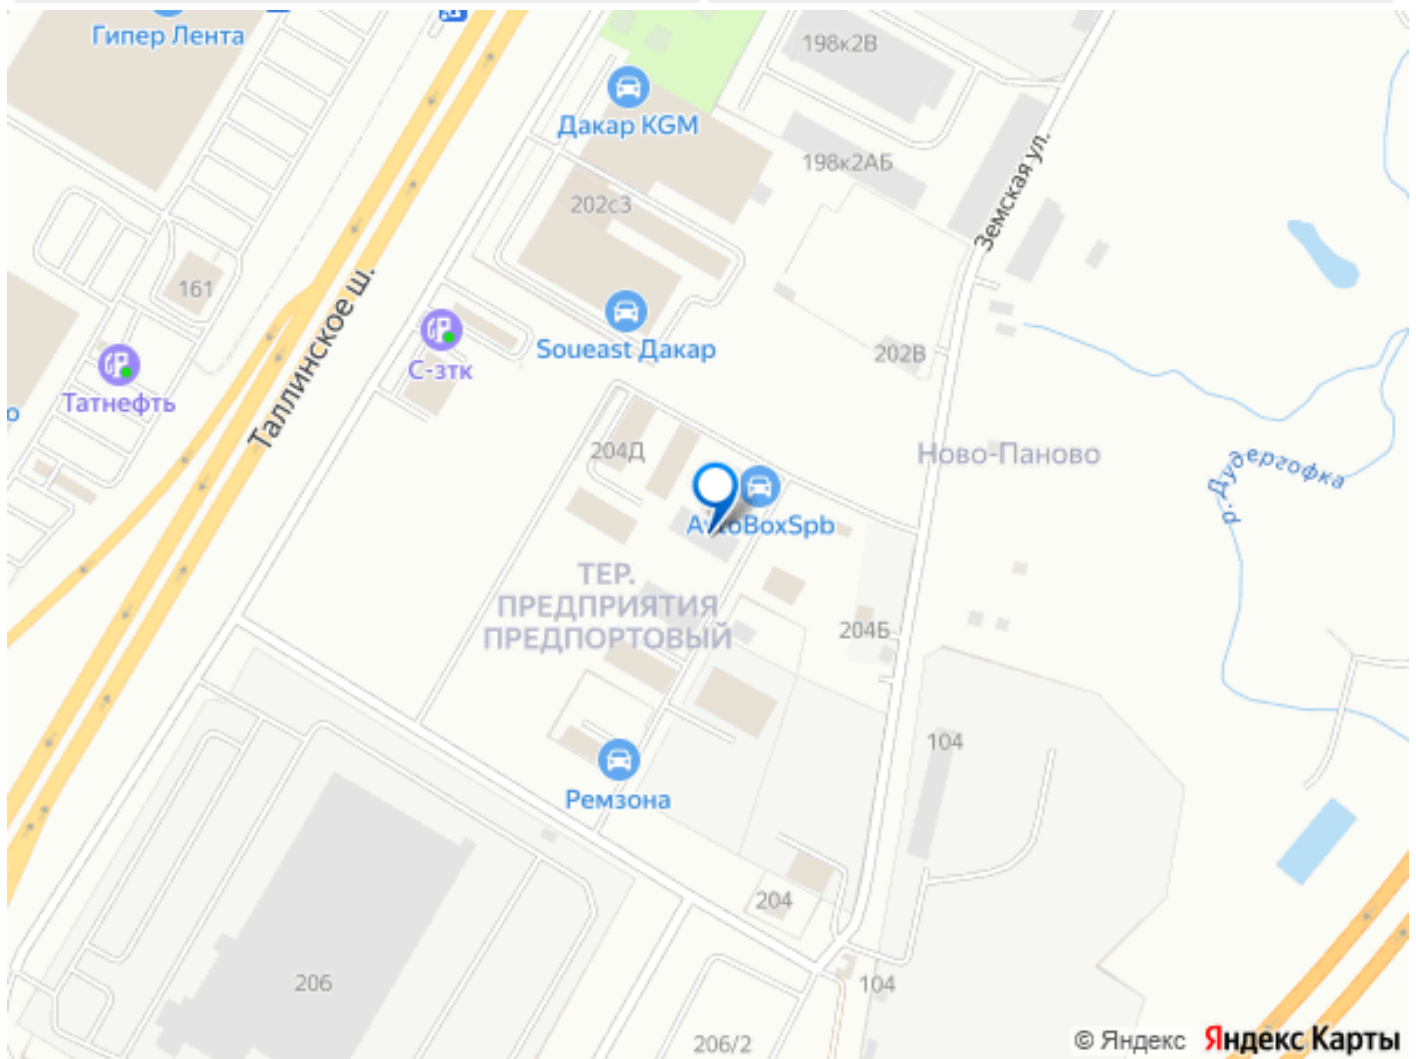 Гипер Лента
198к2В
Дакар KGM
198к2АБ
Земская ул.
202с3
161
Таллинское ш.
Soueast Дакар
С-зтк
202В
Татнефть
о
204Д
Ново-Паново
р. Дудергофка
AvtoBoxSpb
ТЕР.
ПРЕДПРИЯТИЯ
ПРЕДПОРТОВЫЙ
204Б
104
Ремзона
204
206
104
206/2
© Яндекс Яндекс Карты